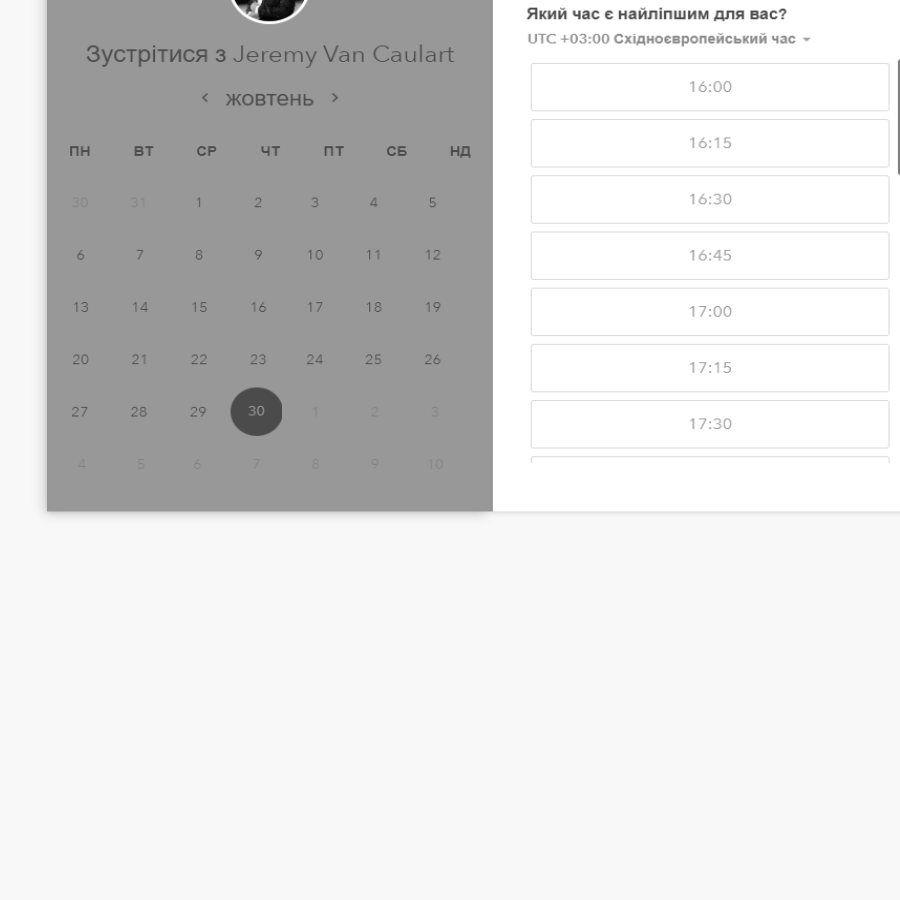 Зустрітися з Jeremy Van Caulart
‹ жовтень ›
ПН ВТ СР ЧТ ПТ СБ НД
30 31 1 2 3 4 5
6 7 8 9 10 11 12
13 14 15 16 17 18 19
20 21 22 23 24 25 26
27 28 29 30 1 2 3
4 5 6 7 8 9 10
Який час є найліпшим для вас?
UTC +03:00 Східноєвропейський час
16:00
16:15
16:30
16:45
17:00
17:15
17:30